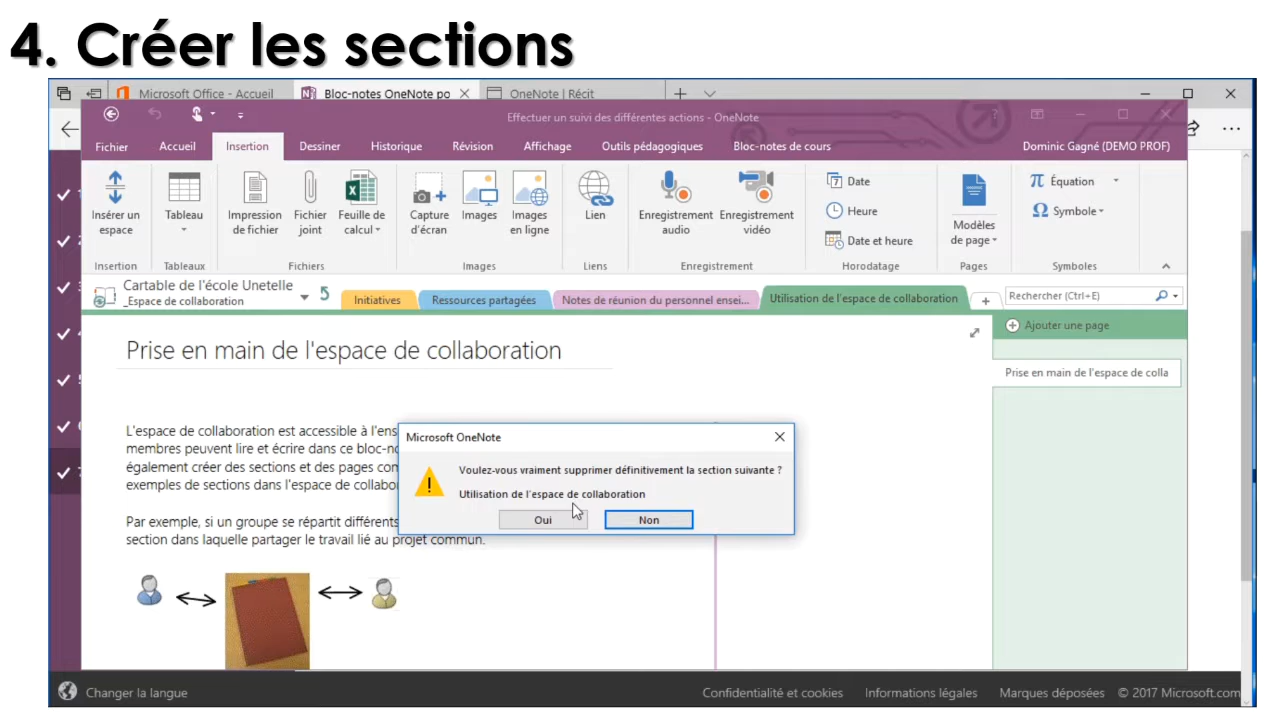 4. Créer les sections
Microsoft Office - Accueil
Bloc-notes OneNote po
OneNote | Récit
Effectuer un suivi des différentes actions - OneNote
Fichier Accueil Insertion Dessiner Historique Révision Affichage Outils pédagogiques Bloc-notes de cours Dominic Gagné (DEMO PROF)
Insérer un
espace
Tableau
Impression
de fichier
Fichier
joint
Feuille de
calcul
Capture
d'écran
Images
Images
en ligne
Lien
Enregistrement
audio
Enregistrement
vidéo
Date
Heure
Date et heure
Modèles
de page
π Équation
Ω Symbole
Insertion Tableaux Fichiers Images Liens Enregistrement Horodatage Pages Symboles
Cartable de l'école Unetelle
_Espace de collaboration
Initiatives
Ressources partagées
Notes de réunion du personnel ensei...
Utilisation de l'espace de collaboration
+
Rechercher (Ctrl+E)
Ajouter une page
Prise en main de l'espace de colla
Prise en main de l'espace de collaboration
L'espace de collaboration est accessible à l'ens
membres peuvent lire et écrire dans ce bloc-no
également créer des sections et des pages com
exemples de sections dans l'espace de collabo
Par exemple, si un groupe se répartit différents
section dans laquelle partager le travail lié au projet commun.
Microsoft OneNote
Voulez-vous vraiment supprimer définitivement la section suivante ?
Utilisation de l'espace de collaboration
Oui
Non
Changer la langue
Confidentialité et cookies Informations légales Marques déposées © 2017 Microsoft.com